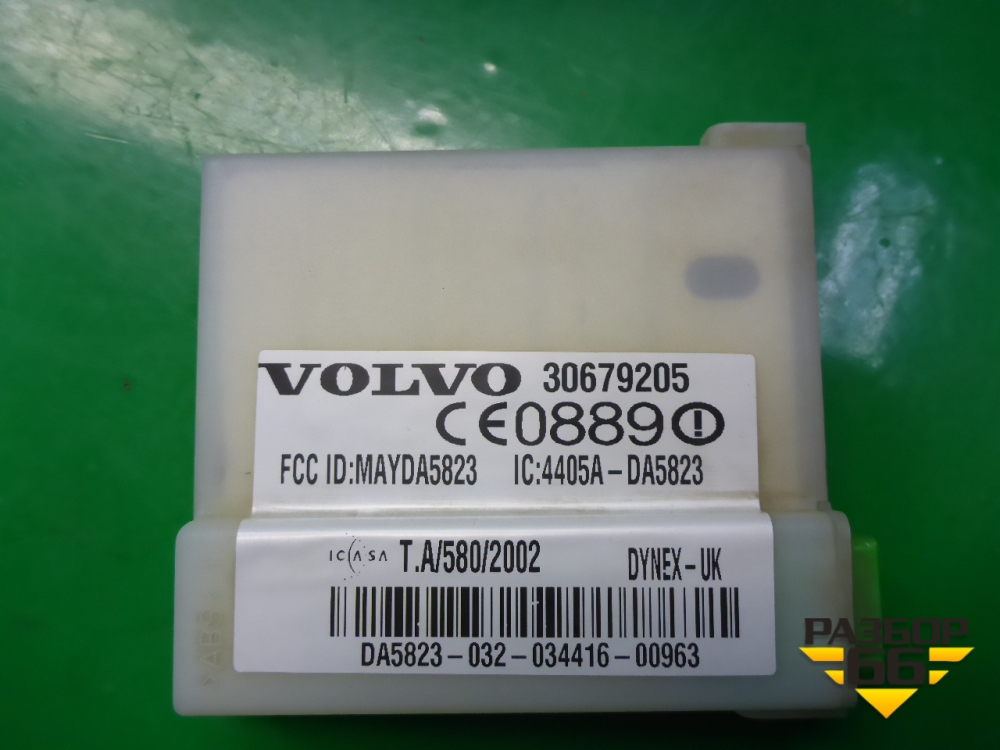 VOLVO 30679205
CE0889
FCC ID:MAYDA5823 IC:4405A-DA5823
ICASA T.A/580/2002 DYNEX-UK
DA5823-032-034416-00963
РАЗБОР
66